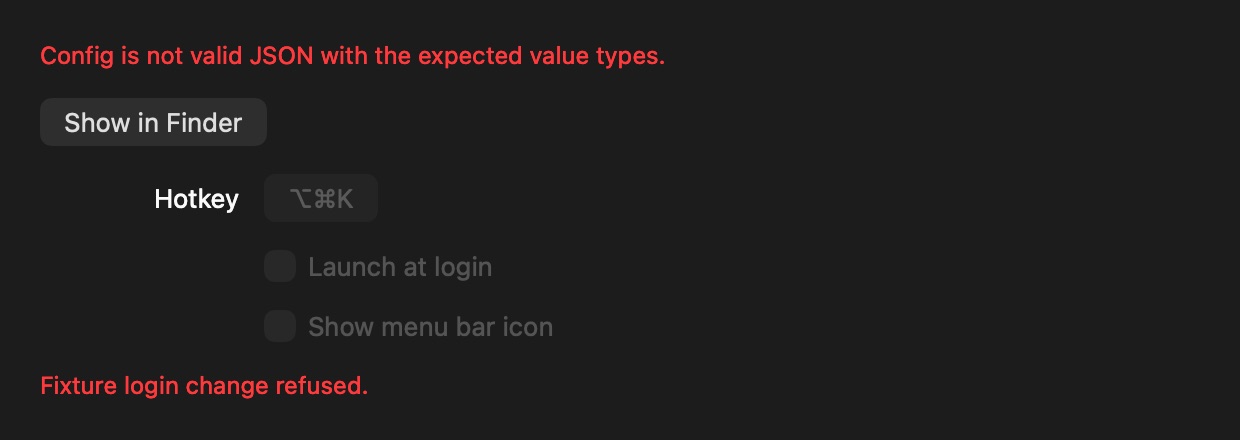 Config is not valid JSON with the expected value types.
Show in Finder
Hotkey ⌥⌘K
Launch at login
Show menu bar icon
Fixture login change refused.